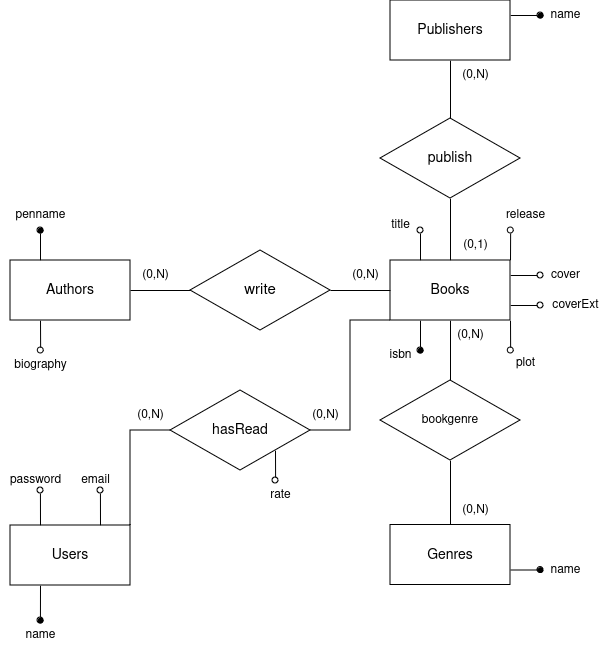 Publishers
name
(0,N)
publish
penname
title
release
(0,1)
Authors
(0,N)
write
(0,N)
Books
cover
coverExt
biography
isbn
(0,N)
plot
(0,N)
hasRead
(0,N)
bookgenre
password
email
rate
(0,N)
Users
Genres
name
name